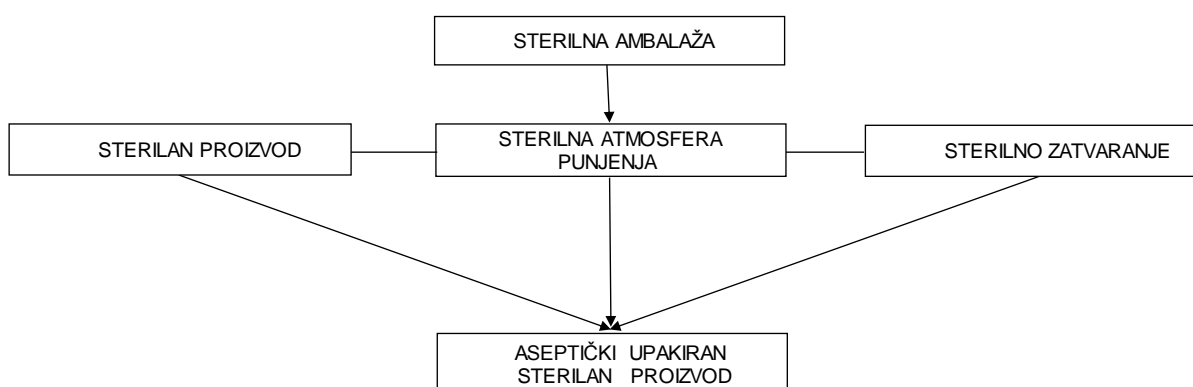 STERILNA AMBALAŽA
STERILAN PROIZVOD
STERILNA ATMOSFERA
PUNJENJA
STERILNO ZATVARANJE
ASEPTIČKI UPAKIRAN
STERILAN PROIZVOD